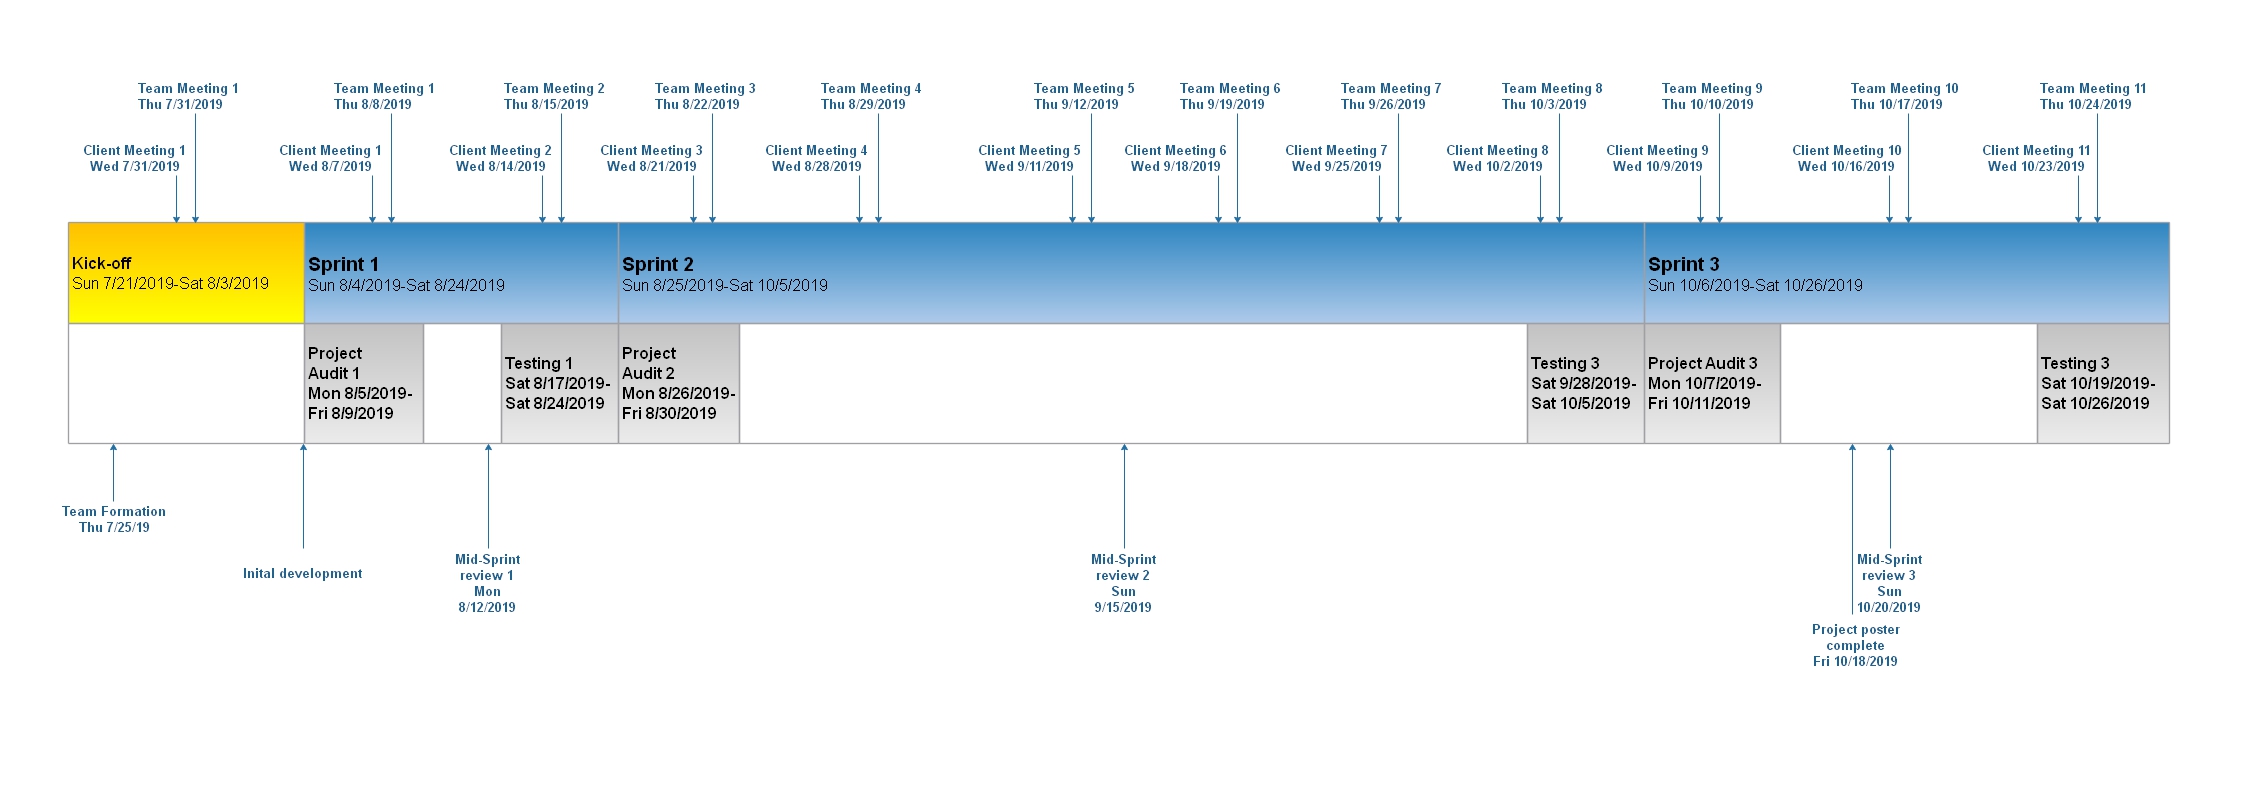 Team Meeting 1
Thu 7/31/2019
Team Meeting 1
Thu 8/8/2019
Team Meeting 2
Thu 8/15/2019
Team Meeting 3
Thu 8/22/2019
Team Meeting 4
Thu 8/29/2019
Team Meeting 5
Thu 9/12/2019
Team Meeting 6
Thu 9/19/2019
Team Meeting 7
Thu 9/26/2019
Team Meeting 8
Thu 10/3/2019
Team Meeting 9
Thu 10/10/2019
Team Meeting 10
Thu 10/17/2019
Team Meeting 11
Thu 10/24/2019
Client Meeting 1
Wed 7/31/2019
Client Meeting 1
Wed 8/7/2019
Client Meeting 2
Wed 8/14/2019
Client Meeting 3
Wed 8/21/2019
Client Meeting 4
Wed 8/28/2019
Client Meeting 5
Wed 9/11/2019
Client Meeting 6
Wed 9/18/2019
Client Meeting 7
Wed 9/25/2019
Client Meeting 8
Wed 10/2/2019
Client Meeting 9
Wed 10/9/2019
Client Meeting 10
Wed 10/16/2019
Client Meeting 11
Wed 10/23/2019
Kick-off
Sun 7/21/2019-Sat 8/3/2019
Sprint 1
Sun 8/4/2019-Sat 8/24/2019
Sprint 2
Sun 8/25/2019-Sat 10/5/2019
Sprint 3
Sun 10/6/2019-Sat 10/26/2019
Project
Audit 1
Mon 8/5/2019-
Fri 8/9/2019
Testing 1
Sat 8/17/2019-
Sat 8/24/2019
Project
Audit 2
Mon 8/26/2019-
Fri 8/30/2019
Testing 3
Sat 9/28/2019-
Sat 10/5/2019
Project Audit 3
Mon 10/7/2019-
Fri 10/11/2019
Testing 3
Sat 10/19/2019-
Sat 10/26/2019
Team Formation
Thu 7/25/19
Inital development
Mid-Sprint
review 1
Mon
8/12/2019
Mid-Sprint
review 2
Sun
9/15/2019
Mid-Sprint
review 3
Sun
10/20/2019
Project poster
complete
Fri 10/18/2019